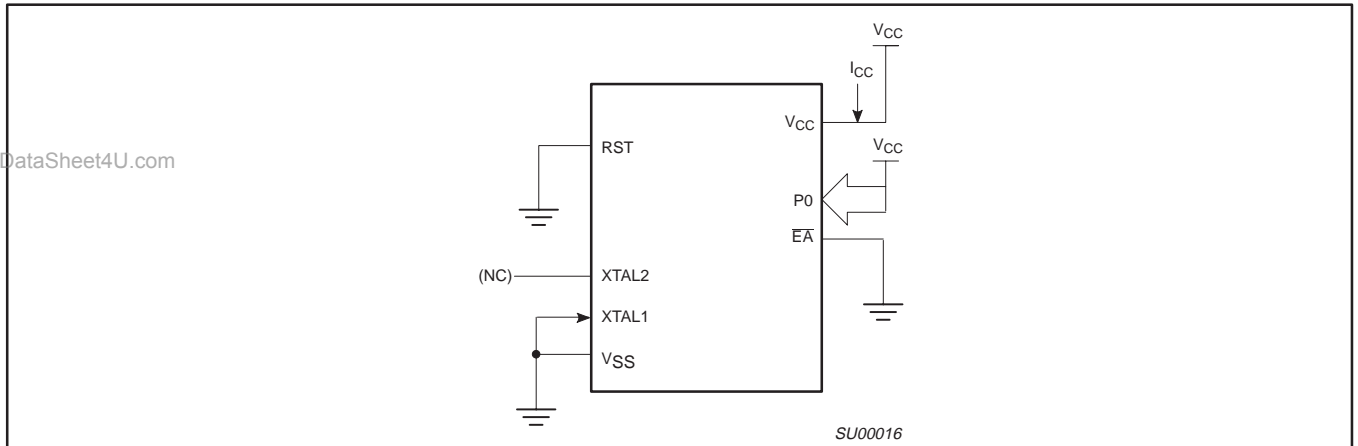 VCC
ICC
VCC
RST
VCC
DataSheet4U.com
P0
EA
(NC)
XTAL2
XTAL1
VSS
SU00016